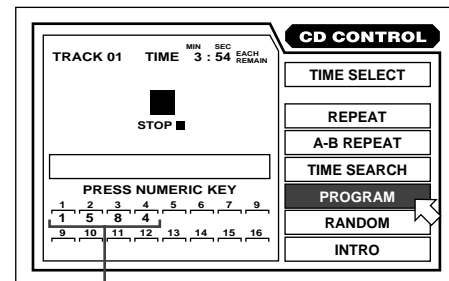 CD CONTROL
TRACK 01 TIME MIN 3 : SEC 54 EACH REMAIN
TIME SELECT
STOP
REPEAT
A-B REPEAT
TIME SEARCH
PROGRAM
RANDOM
INTRO
PRESS NUMERIC KEY
1 2 3 4 5 6 7 9
1 5 8 4
9 10 11 12 13 14 15 16